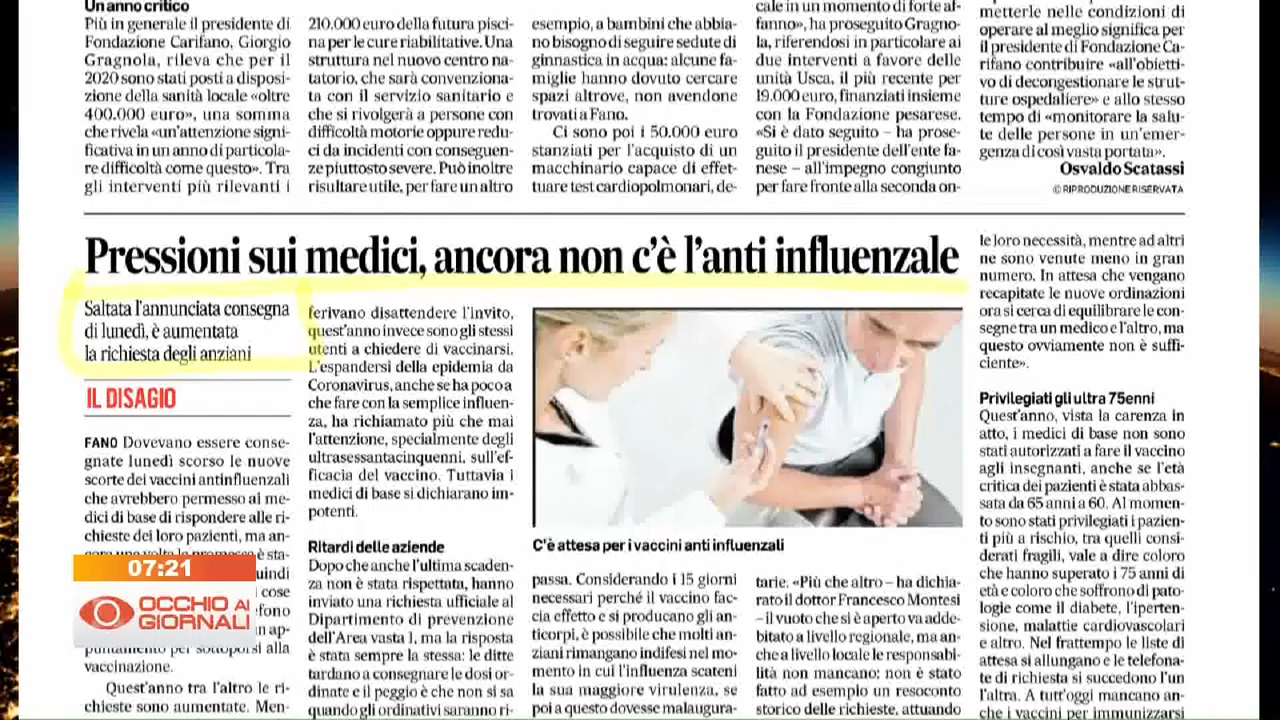 Un anno critico
Più in generale il presidente di
Fondazione Carifano, Giorgio
Gragnola, rileva che per il
2020 sono stati posti a disposi-
zione della sanità locale «oltre
400.000 euro», una somma
che rivela «un'attenzione signi-
ficativa in un anno di particola-
re difficoltà come questo». Tra
gli interventi più rilevanti i
210.000 euro della futura pisci-
na per le cure riabilitative. Una
struttura nel nuovo centro na-
tatorio, che sarà convenziona-
ta con il servizio sanitario e
che si rivolgerà a persone con
difficoltà motorie oppure redu-
ci da incidenti con conseguen-
ze piuttosto severe. Può inoltre
risultare utile, per fare un altro
esempio, a bambini che abbia-
no bisogno di seguire sedute di
ginnastica in acqua: alcune fa-
miglie hanno dovuto cercare
spazi altrove, non avendone
trovati a Fano.
Ci sono poi i 50.000 euro
stanziati per l'acquisto di un
macchinario capace di effet-
tuare test cardiopolmonari, de-
cale in un momento di forte af-
fanno», ha proseguito Gragno-
la, riferendosi in particolare ai
due interventi a favore delle
unità Usca, il più recente per
19.000 euro, finanziati insieme
con la Fondazione pesarese.
«Si è dato seguito – ha prose-
guito il presidente dell'ente fa-
nese – all'impegno congiunto
per fare fronte alla seconda on-
metterle nelle condizioni di
operare al meglio significa per
il presidente di Fondazione Ca-
rifano contribuire «all'obietti-
vo di decongestionare le strut-
ture ospedaliere» e allo stesso
tempo di «monitorare la salu-
te delle persone in un'emer-
genza di così vasta portata».
Osvaldo Scatassi
© RIPRODUZIONE RISERVATA
Pressioni sui medici, ancora non c'è l'anti influenzale
Saltata l'annunciata consegna
di lunedì, è aumentata
la richiesta degli anziani
IL DISAGIO
FANO Dovevano essere conse-
gnate lunedì scorso le nuove
scorte dei vaccini antinfluenzali
che avrebbero permesso ai me-
dici di base di rispondere alle ri-
chieste dei loro pazienti, ma an-
cora una volta la promessa è sta-
uindi
cose
fono
n ap-
puntamento per sottoporsi alla
vaccinazione.
Quest'anno tra l'altro le ri-
chieste sono aumentate. Men-
ferivano disattendere l'invito,
quest'anno invece sono gli stessi
utenti a chiedere di vaccinarsi.
L'espandersi della epidemia da
Coronavirus, anche se ha poco a
che fare con la semplice influen-
za, ha richiamato più che mai
l'attenzione, specialmente degli
ultrasessantacinquenni, sull'ef-
ficacia del vaccino. Tuttavia i
medici di base si dichiarano im-
potenti.
Ritardi delle aziende
Dopo che anche l'ultima scaden-
za non è stata rispettata, hanno
inviato una richiesta ufficiale al
Dipartimento di prevenzione
dell'Area vasta 1, ma la risposta
è stata sempre la stessa: le ditte
tardano a consegnare le dosi or-
dinate e il peggio è che non si sa
quando gli ordinativi saranno ri-
C'è attesa per i vaccini anti influenzali
passa. Considerando i 15 giorni
necessari perché il vaccino fac-
cia effetto e si producano gli an-
ticorpi, è possibile che molti an-
ziani rimangano indifesi nel mo-
mento in cui l'influenza scateni
la sua maggiore virulenza, se
poi a questo dovesse malaugura-
tarie. «Più che altro – ha dichia-
rato il dottor Francesco Montesi
– il vuoto che si è aperto va adde-
bitato a livello regionale, ma an-
che a livello locale le responsabi-
lità non mancano: non è stato
fatto ad esempio un resoconto
storico delle richieste, attuando
le loro necessità, mentre ad altri
ne sono venute meno in gran
numero. In attesa che vengano
recapitate le nuove ordinazioni
ora si cerca di equilibrare le con-
segne tra un medico e l'altro, ma
questo ovviamente non è suffi-
ciente».
Privilegiati gli ultra 75enni
Quest'anno, vista la carenza in
atto, i medici di base non sono
stati autorizzati a fare il vaccino
agli insegnanti, anche se l'età
critica dei pazienti è stata abbas-
sata da 65 anni a 60. Al momen-
to sono stati privilegiati i pazien-
ti più a rischio, tra quelli consi-
derati fragili, vale a dire coloro
che hanno superato i 75 anni di
età e coloro che soffrono di pato-
logie come il diabete, l'iperten-
sione, malattie cardiovascolari
e altro. Nel frattempo le liste di
attesa si allungano e le telefona-
te di richiesta si succedono l'un
l'altra. A tutt'oggi mancano an-
che i vaccini per immunizzarsi
07:21
OCCHIO AI
GIORNALI